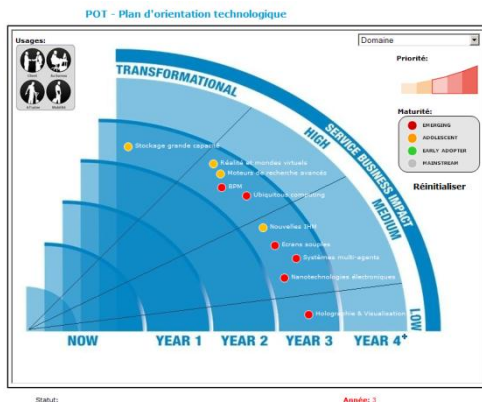 POT - Plan d'orientation technologique
Usages:
Domaine
Priorité:
Maturité:
EMERGING
ADOLESCENT
EARLY ADOPTER
MAINSTREAM
Réinitialiser
TRANSFORMATIONAL
HIGH
SERVICE BUSINESS IMPACT
MEDIUM
LOW
Stockage grande capacité
Réalité et mondes virtuels
Moteurs de recherche avancés
BPM
Ubiquitous computing
Nouvelles IHM
Ecrans souples
Systèmes multi-agents
Nanotechnologies électroniques
Holographie & Visualisation
NOW
YEAR 1
YEAR 2
YEAR 3
YEAR 4+
Statut:
Année: 3